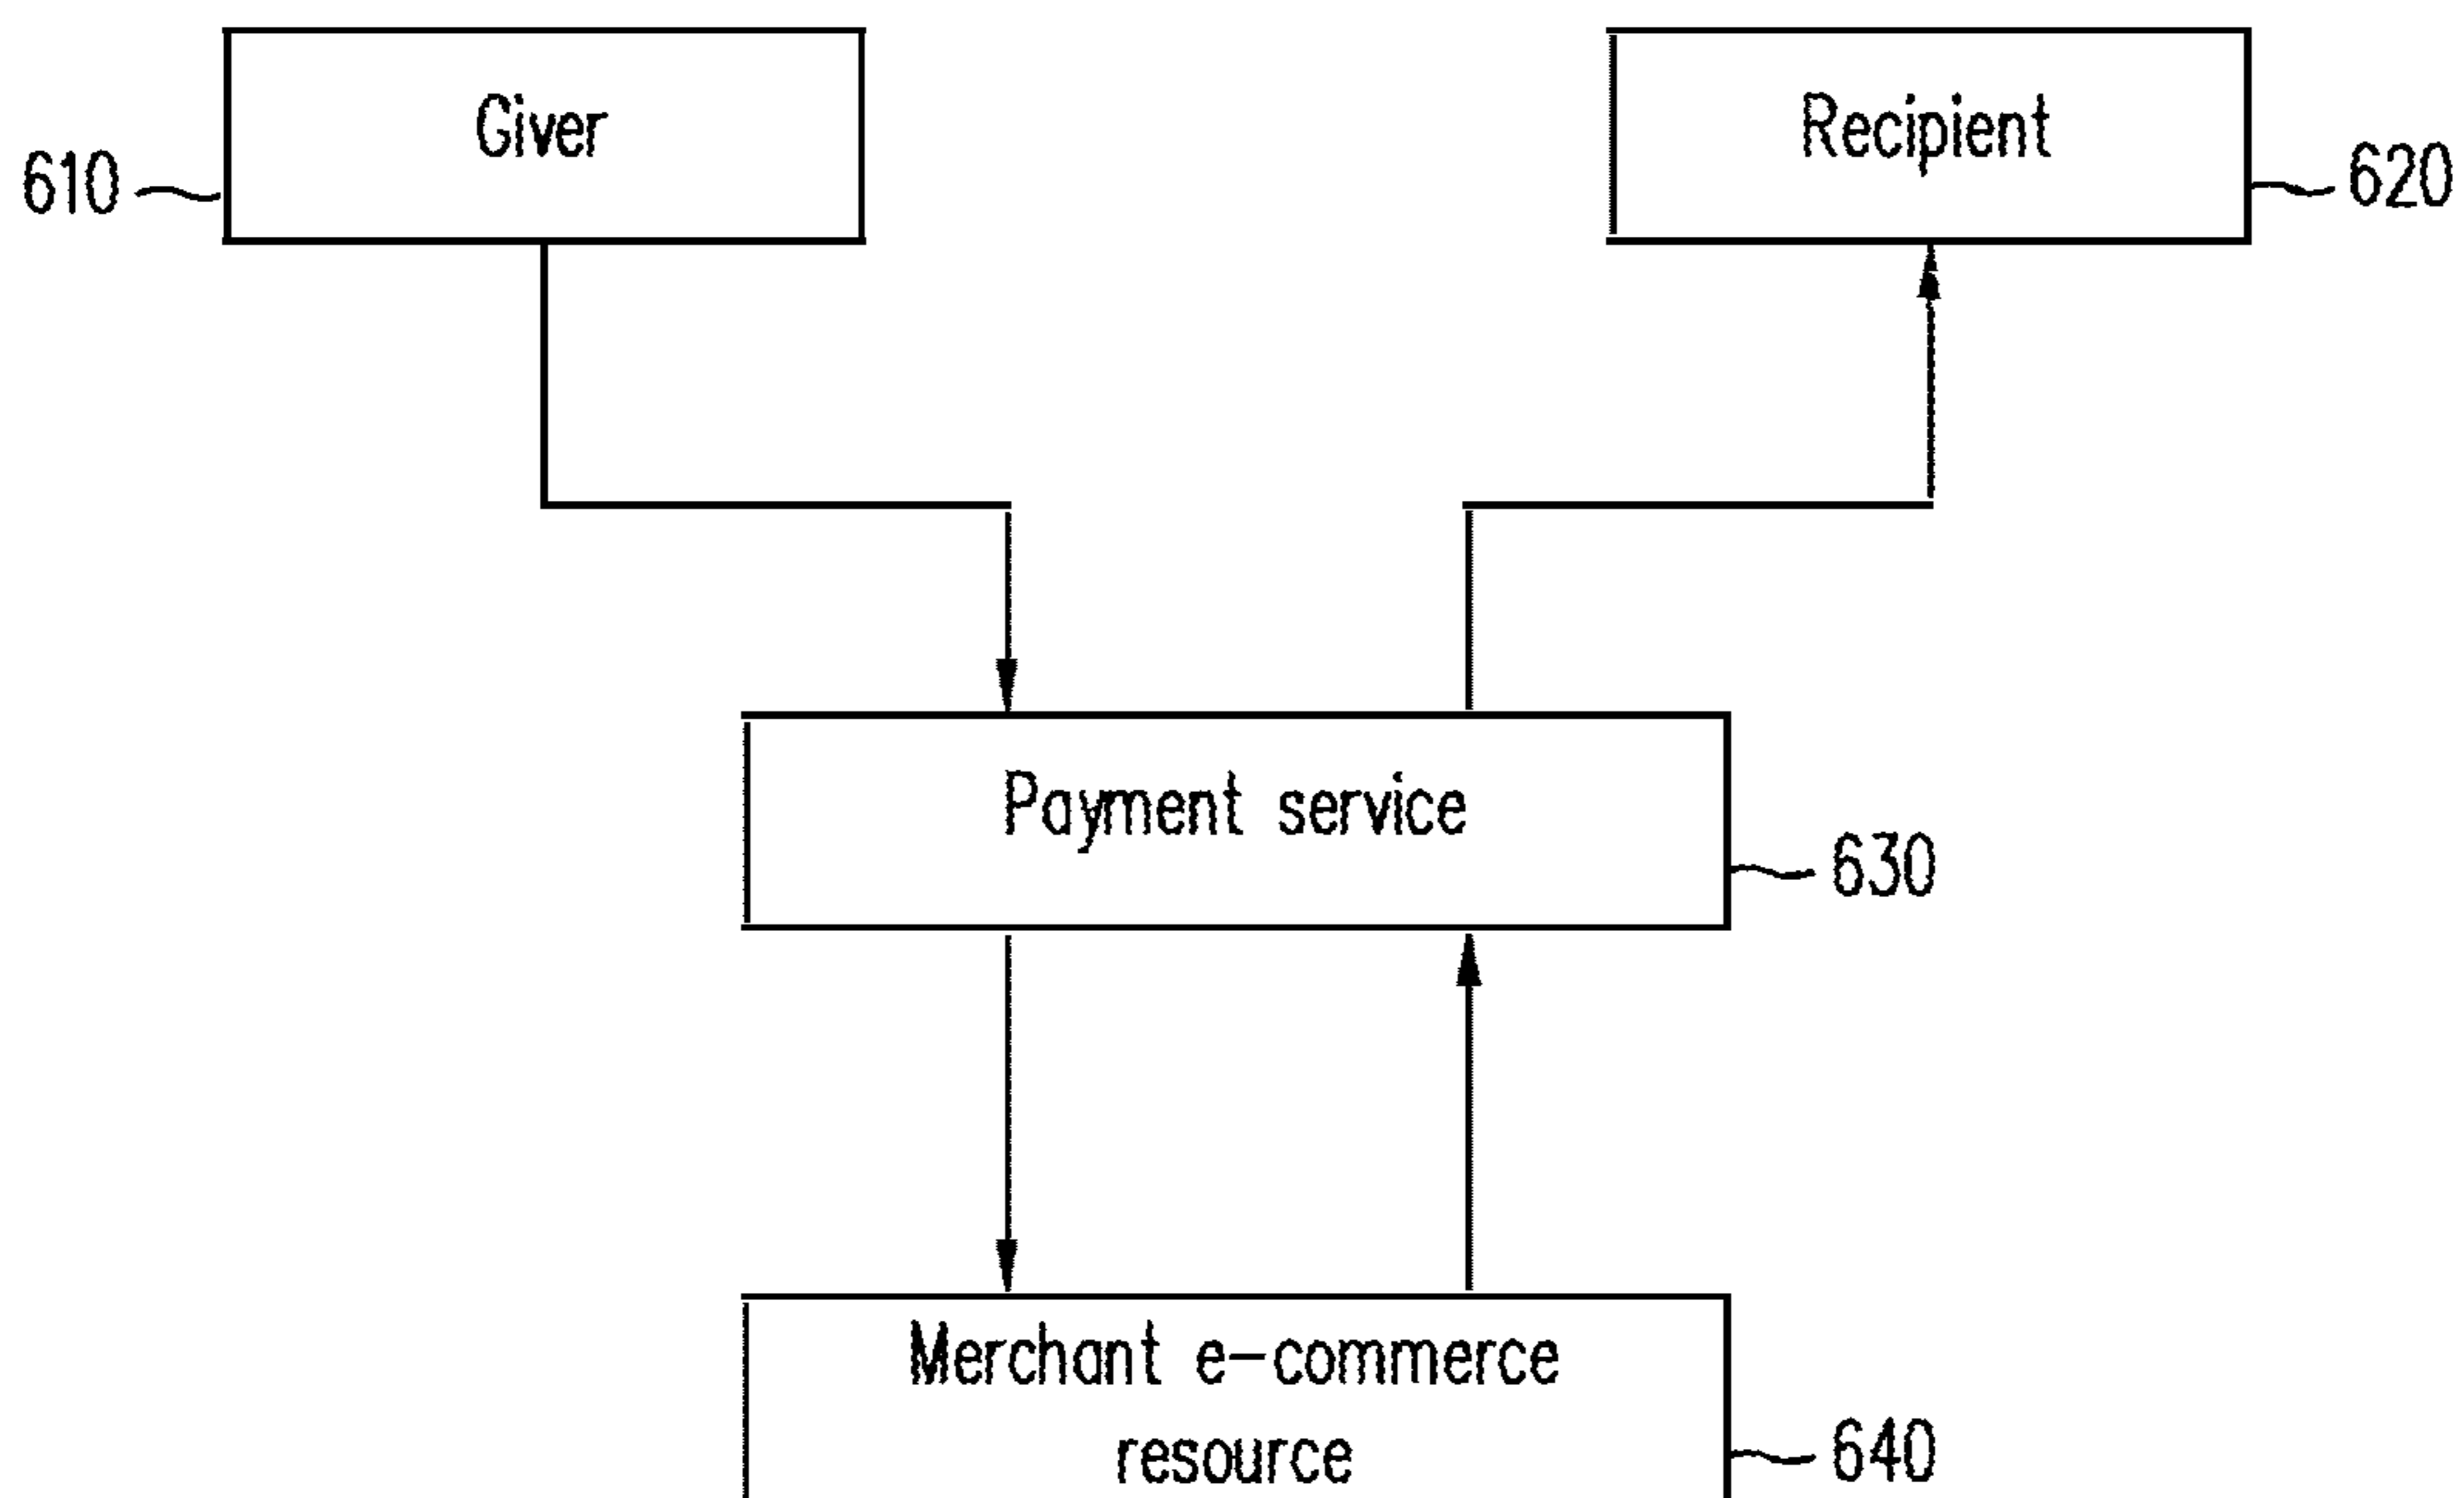 Giver
Recipient
610
620
Payment service
630
Merchant e-commerce
resource
640